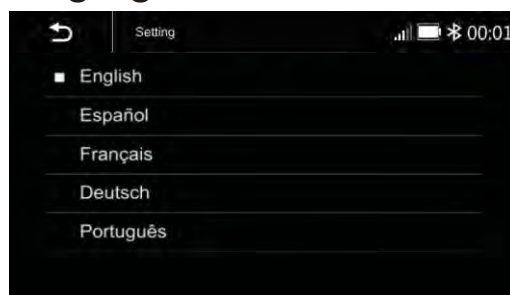 Setting 00:01
English
Español
Français
Deutsch
Português